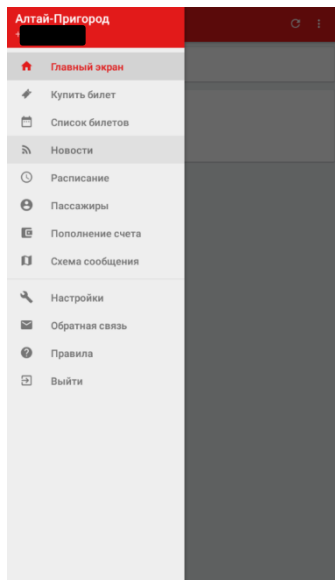 Алтай-Пригород
Главный экран
Купить билет
Список билетов
Новости
Расписание
Пассажиры
Пополнение счета
Схема сообщения
Настройки
Обратная связь
Правила
Выйти